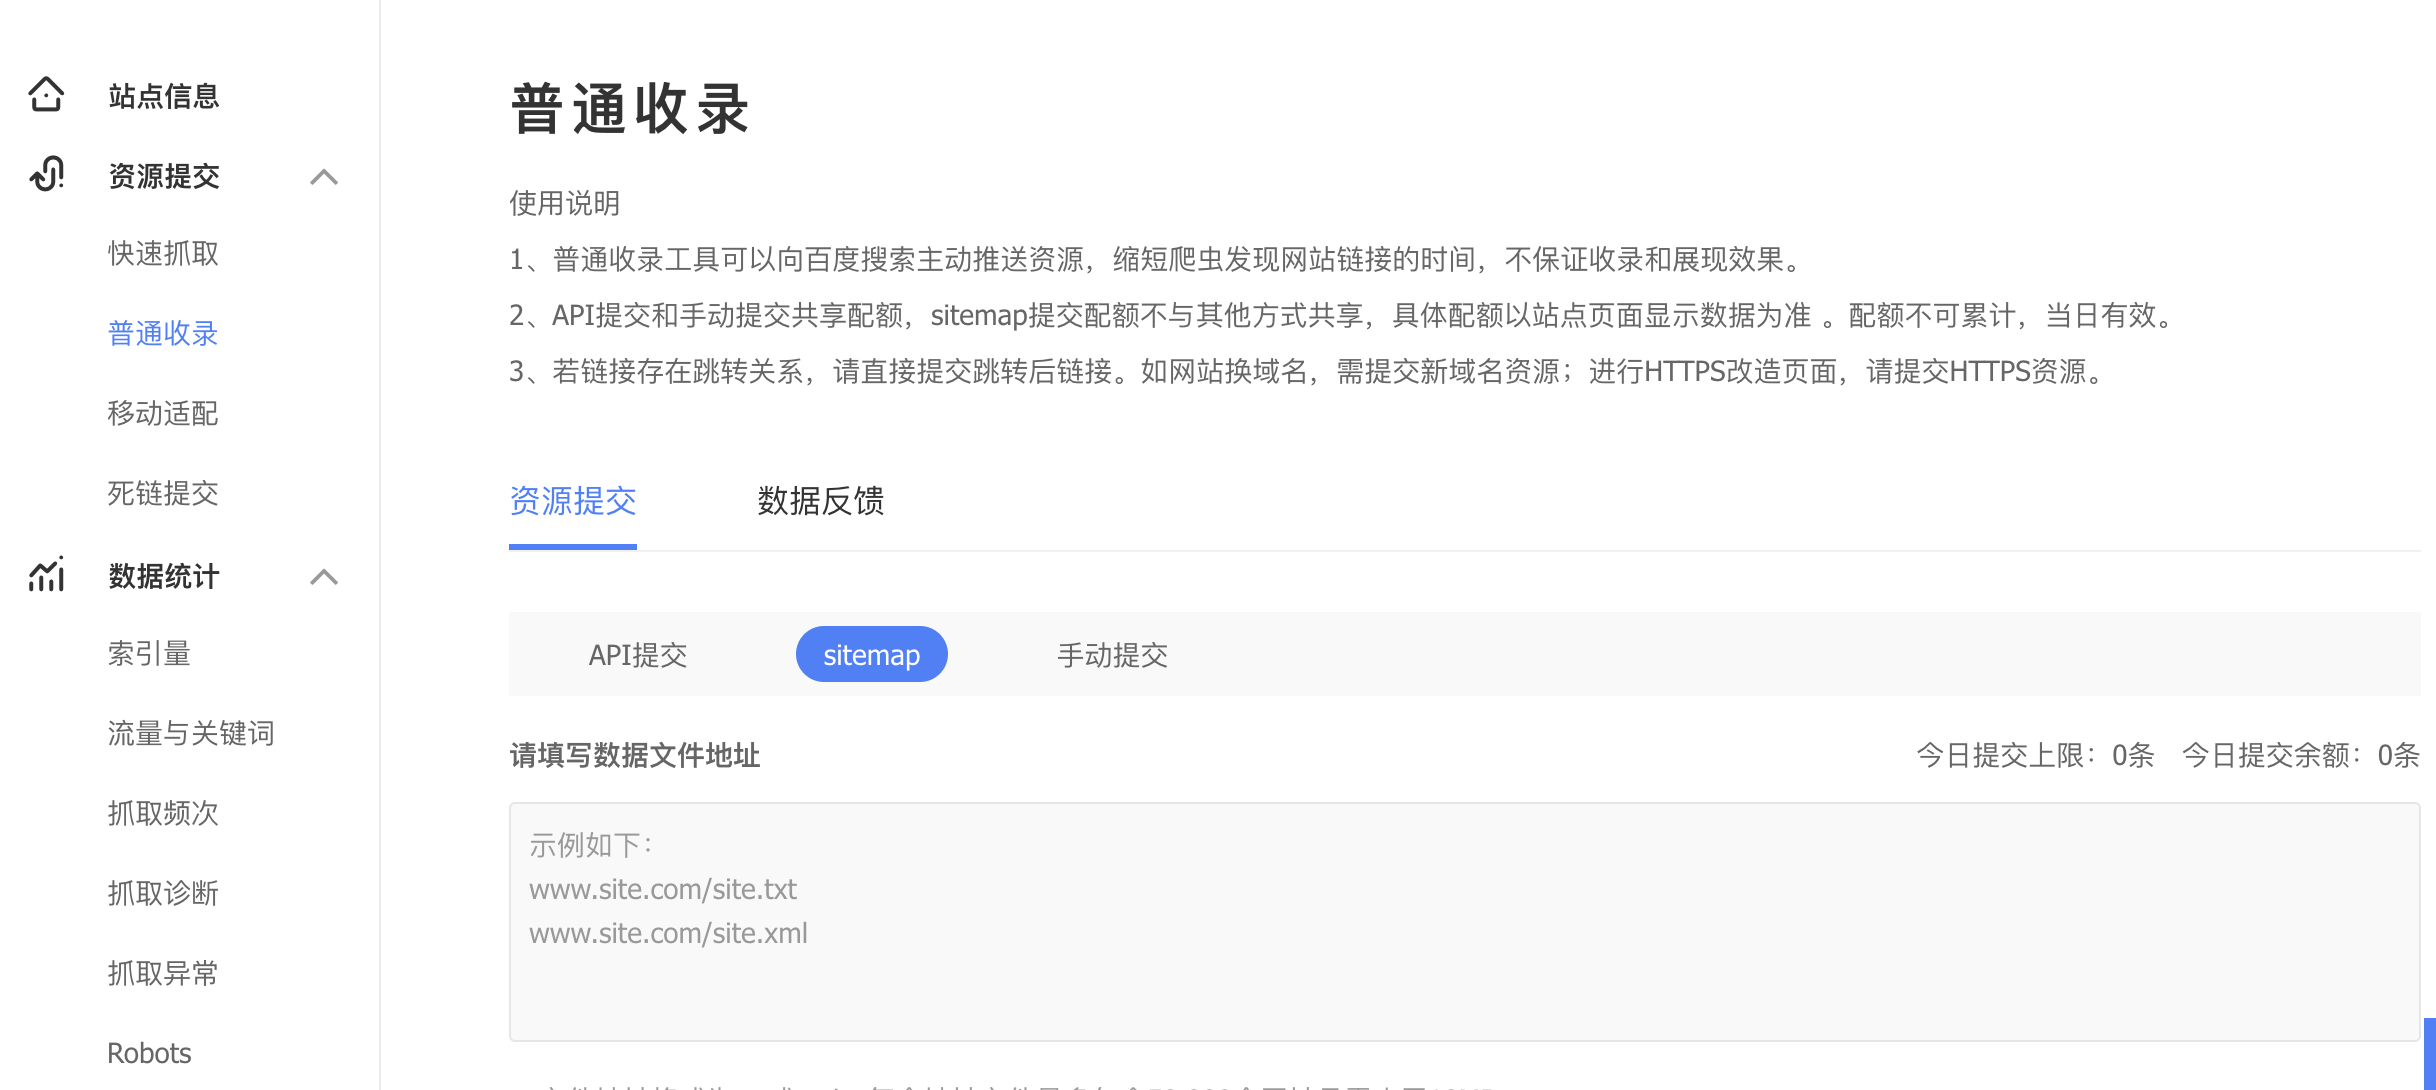 站点信息
资源提交
快速抓取
普通收录
移动适配
死链提交
数据统计
索引量
流量与关键词
抓取频次
抓取诊断
抓取异常
Robots
普通收录
使用说明
1、普通收录工具可以向百度搜索主动推送资源，缩短爬虫发现网站链接的时间，不保证收录和展现效果。
2、API提交和手动提交共享配额，sitemap提交配额不与其他方式共享，具体配额以站点页面显示数据为准 。配额不可累计，当日有效。
3、若链接存在跳转关系，请直接提交跳转后链接。如网站换域名，需提交新域名资源；进行HTTPS改造页面，请提交HTTPS资源。
资源提交 数据反馈
API提交 sitemap 手动提交
请填写数据文件地址 今日提交上限：0条 今日提交余额：0条
示例如下：
www.site.com/site.txt
www.site.com/site.xml